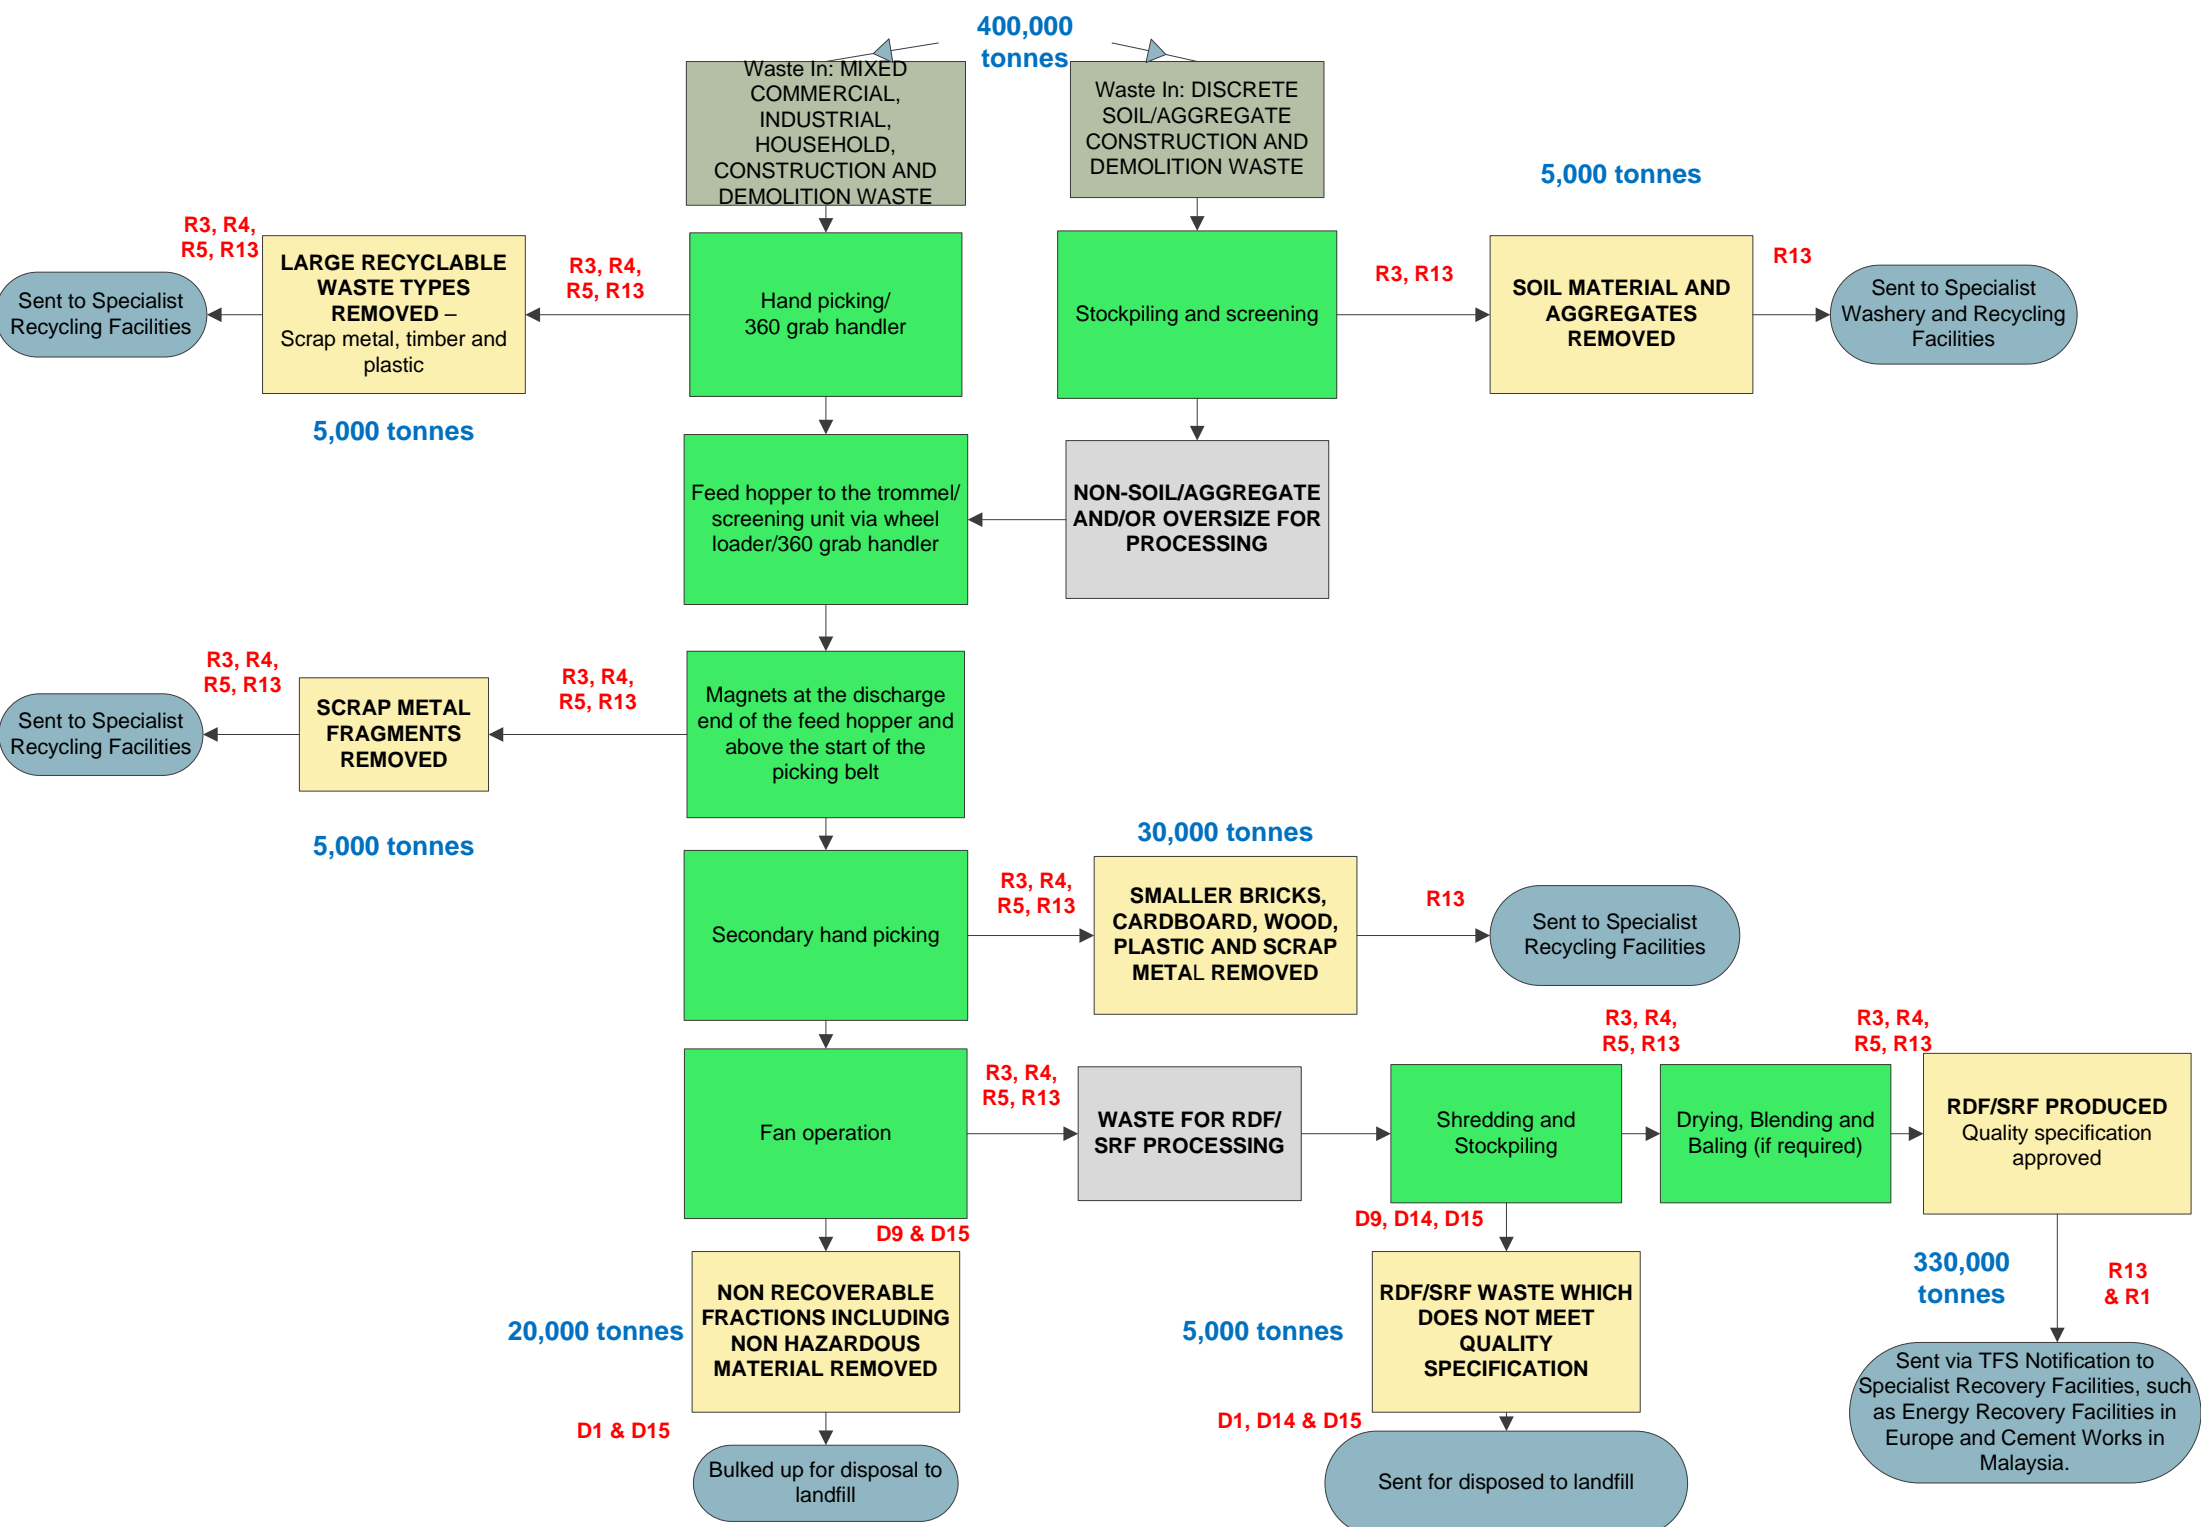 400,000
tonnes
Waste In: MIXED
COMMERCIAL,
INDUSTRIAL,
HOUSEHOLD,
CONSTRUCTION AND
DEMOLITION WASTE
Waste In: DISCRETE
SOIL/AGGREGATE
CONSTRUCTION AND
DEMOLITION WASTE
5,000 tonnes
Sent to Specialist
Recycling Facilities
R3, R4,
R5, R13
LARGE RECYCLABLE
WASTE TYPES
REMOVED –
Scrap metal, timber and
plastic
R3, R4,
R5, R13
Hand picking/
360 grab handler
Stockpiling and screening
R3, R13
SOIL MATERIAL AND
AGGREGATES
REMOVED
R13
Sent to Specialist
Washery and Recycling
Facilities
5,000 tonnes
Feed hopper to the trommel/
screening unit via wheel
loader/360 grab handler
NON-SOIL/AGGREGATE
AND/OR OVERSIZE FOR
PROCESSING
Sent to Specialist
Recycling Facilities
R3, R4,
R5, R13
SCRAP METAL
FRAGMENTS
REMOVED
R3, R4,
R5, R13
Magnets at the discharge
end of the feed hopper and
above the start of the
picking belt
5,000 tonnes
30,000 tonnes
Secondary hand picking
R3, R4,
R5, R13
SMALLER BRICKS,
CARDBOARD, WOOD,
PLASTIC AND SCRAP
METAL REMOVED
R13
Sent to Specialist
Recycling Facilities
Fan operation
R3, R4,
R5, R13
WASTE FOR RDF/
SRF PROCESSING
Shredding and
Stockpiling
R3, R4,
R5, R13
Drying, Blending and
Baling (if required)
R3, R4,
R5, R13
RDF/SRF PRODUCED
Quality specification
approved
D9 & D15
D9, D14, D15
20,000 tonnes
NON RECOVERABLE
FRACTIONS INCLUDING
NON HAZARDOUS
MATERIAL REMOVED
5,000 tonnes
RDF/SRF WASTE WHICH
DOES NOT MEET
QUALITY
SPECIFICATION
330,000
tonnes
R13
& R1
D1 & D15
Bulked up for disposal to
landfill
D1, D14 & D15
Sent for disposed to landfill
Sent via TFS Notification to
Specialist Recovery Facilities, such
as Energy Recovery Facilities in
Europe and Cement Works in
Malaysia.